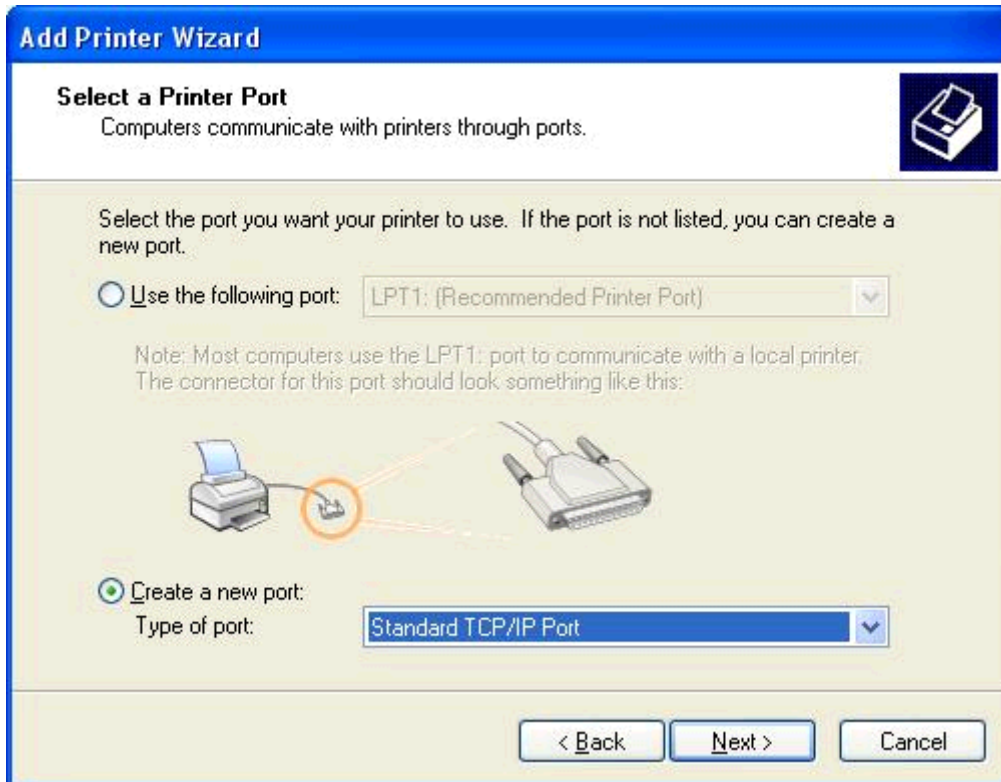 Add Printer Wizard
Select a Printer Port
Computers communicate with printers through ports.
Select the port you want your printer to use.  If the port is not listed, you can create a
new port.
Use the following port: LPT1: (Recommended Printer Port)
Note: Most computers use the LPT1: port to communicate with a local printer.
The connector for this port should look something like this:
Create a new port:
Type of port: Standard TCP/IP Port
< Back Next > Cancel